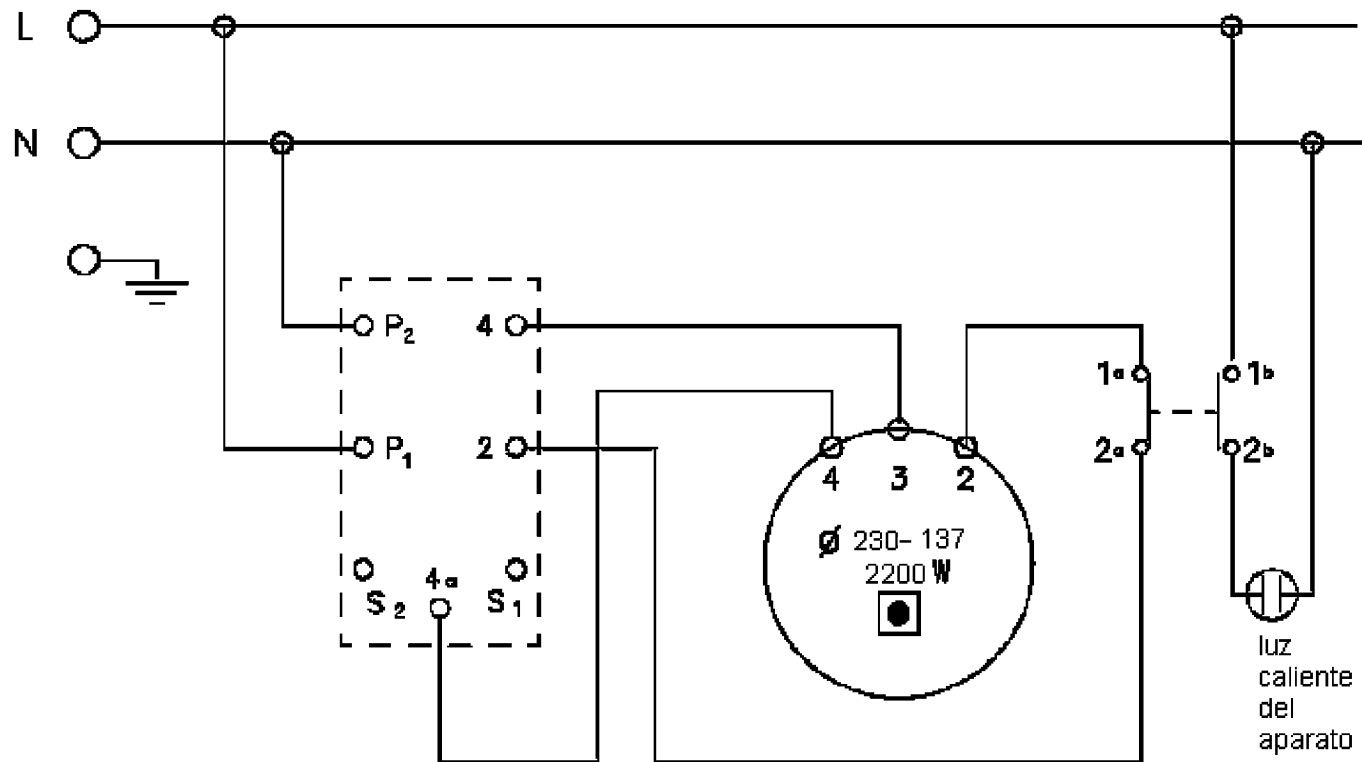 L
N
P2 4
1a 1b
P1 2
2a 2b
4 3 2
Ø 230-137
2200 W
4a
S2 S1
luz
caliente
del
aparato